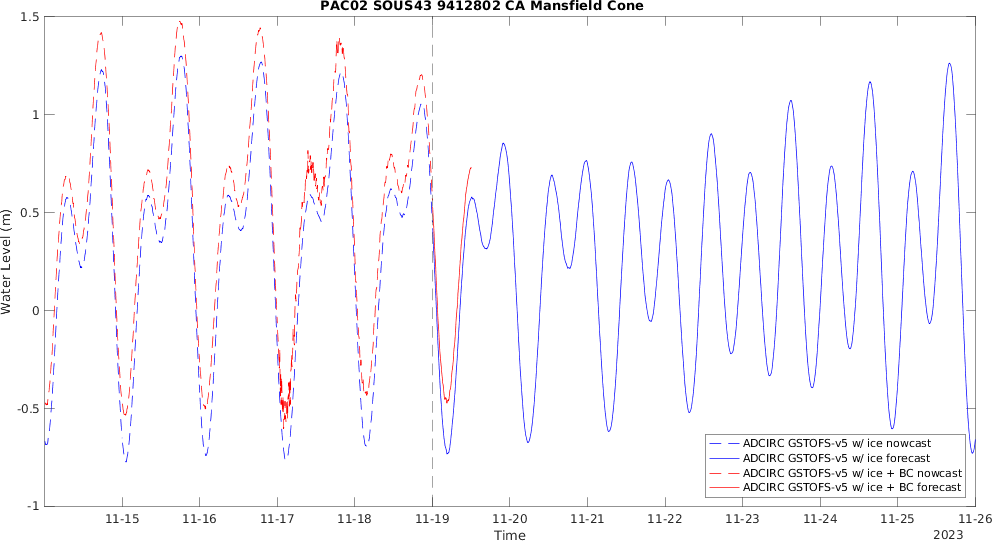 PAC02 SOUS43 9412802 CA Mansfield Cone
1.5
1
0.5
0
-0.5
-1
Water Level (m)
11-15
11-16
11-17
11-18
11-19
11-20
11-21
11-22
11-23
11-24
11-25
11-26
Time
2023
ADCIRC GSTOFS-v5 w/ ice nowcast
ADCIRC GSTOFS-v5 w/ ice forecast
ADCIRC GSTOFS-v5 w/ ice + BC nowcast
ADCIRC GSTOFS-v5 w/ ice + BC forecast